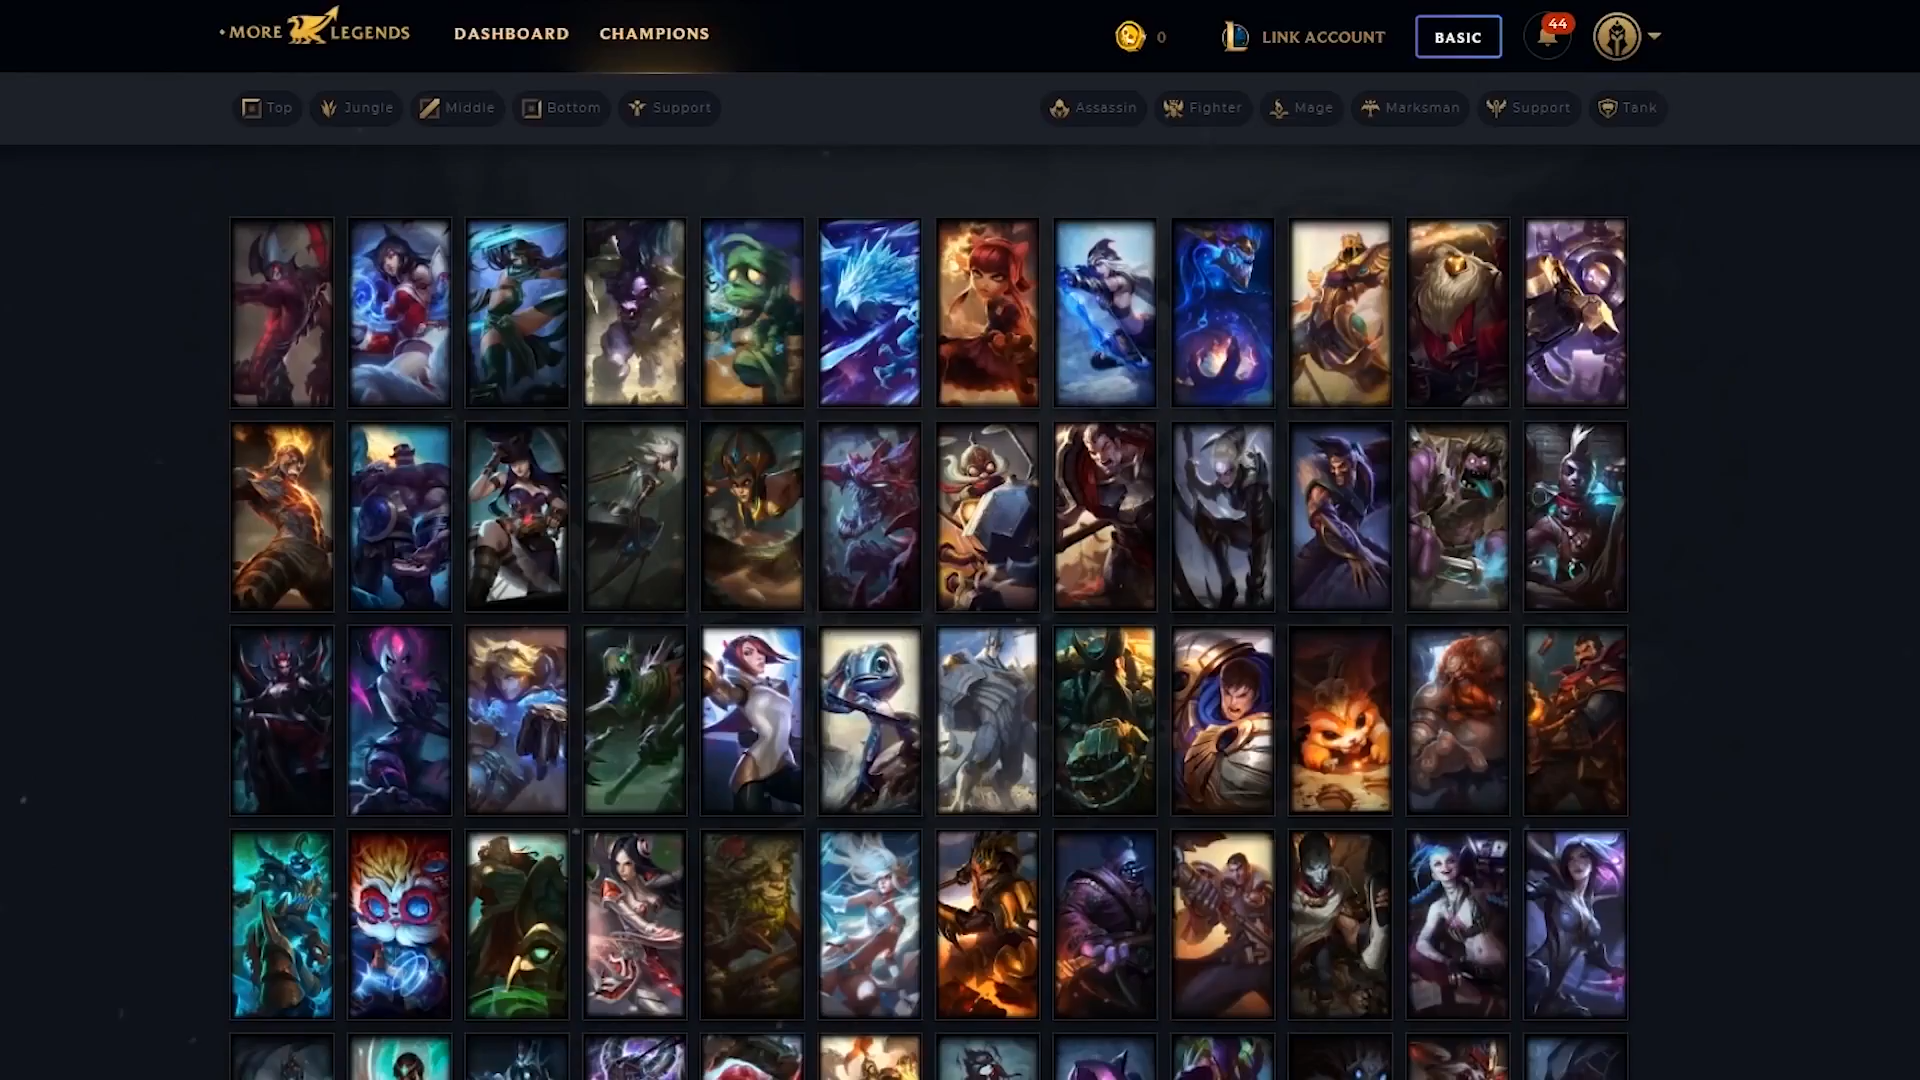 MORE LEGENDS DASHBOARD CHAMPIONS 0 LINK ACCOUNT BASIC 44
Top Jungle Middle Bottom Support Assassin Fighter Mage Marksman Support Tank